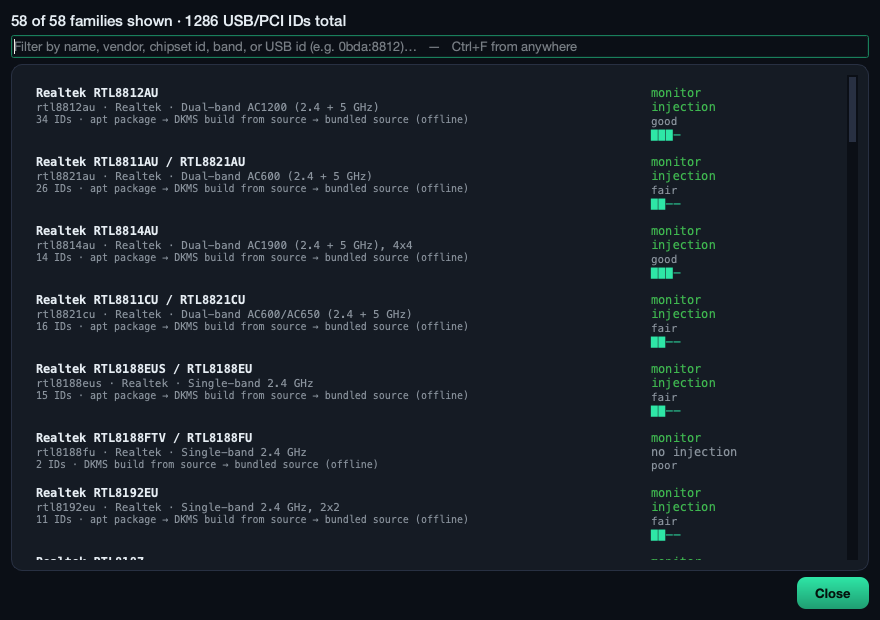 58 of 58 families shown · 1286 USB/PCI IDs total
Filter by name, vendor, chipset id, band, or USB id (e.g. 0bda:8812)… — Ctrl+F from anywhere
Realtek RTL8812AU
monitor
rtl8812au · Realtek · Dual-band AC1200 (2.4 + 5 GHz)
injection
34 IDs · apt package → DKMS build from source → bundled source (offline)
good
Realtek RTL8811AU / RTL8821AU
monitor
rtl8821au · Realtek · Dual-band AC600 (2.4 + 5 GHz)
injection
26 IDs · apt package → DKMS build from source → bundled source (offline)
fair
Realtek RTL8814AU
monitor
rtl8814au · Realtek · Dual-band AC1900 (2.4 + 5 GHz), 4x4
injection
14 IDs · apt package → DKMS build from source → bundled source (offline)
good
Realtek RTL8811CU / RTL8821CU
monitor
rtl8821cu · Realtek · Dual-band AC600/AC650 (2.4 + 5 GHz)
injection
16 IDs · apt package → DKMS build from source → bundled source (offline)
fair
Realtek RTL8188EUS / RTL8188EU
monitor
rtl8188eus · Realtek · Single-band 2.4 GHz
injection
15 IDs · apt package → DKMS build from source → bundled source (offline)
fair
Realtek RTL8188FTV / RTL8188FU
monitor
rtl8188fu · Realtek · Single-band 2.4 GHz
no injection
2 IDs · DKMS build from source → bundled source (offline)
poor
Realtek RTL8192EU
monitor
rtl8192eu · Realtek · Single-band 2.4 GHz, 2x2
injection
11 IDs · apt package → DKMS build from source → bundled source (offline)
fair
Close